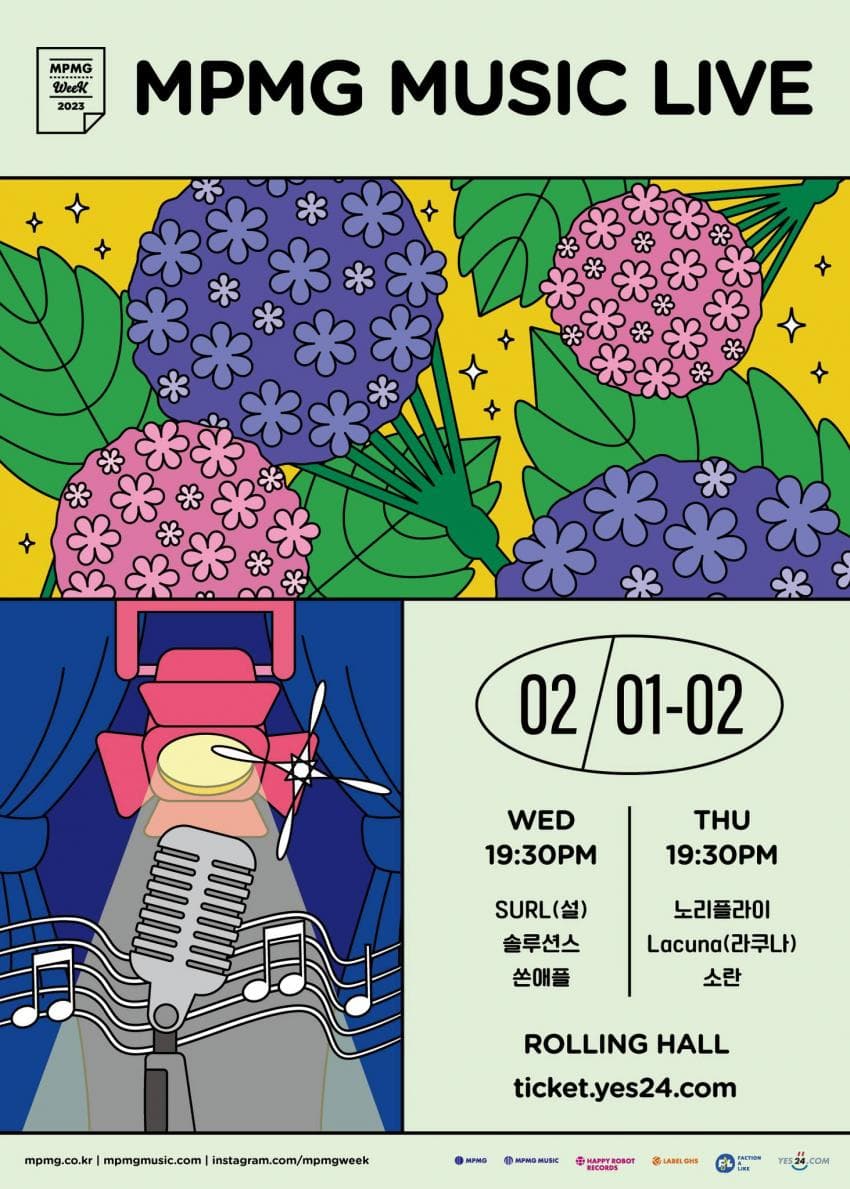 MPMG
WeeK
2023
MPMG MUSIC LIVE
02/01-02
WED
19:30PM
SURL(설)
솔루션스
쏜애플
THU
19:30PM
노리플라이
Lacuna(라쿠나)
소란
ROLLING HALL
ticket.yes24.com
mpmg.co.kr | mpmgmusic.com | instagram.com/mpmgweek
MPMG
MPMG MUSIC
HAPPY ROBOT
RECORDS
LABEL GHS
FACTION
A
LIKE
YES24.COM